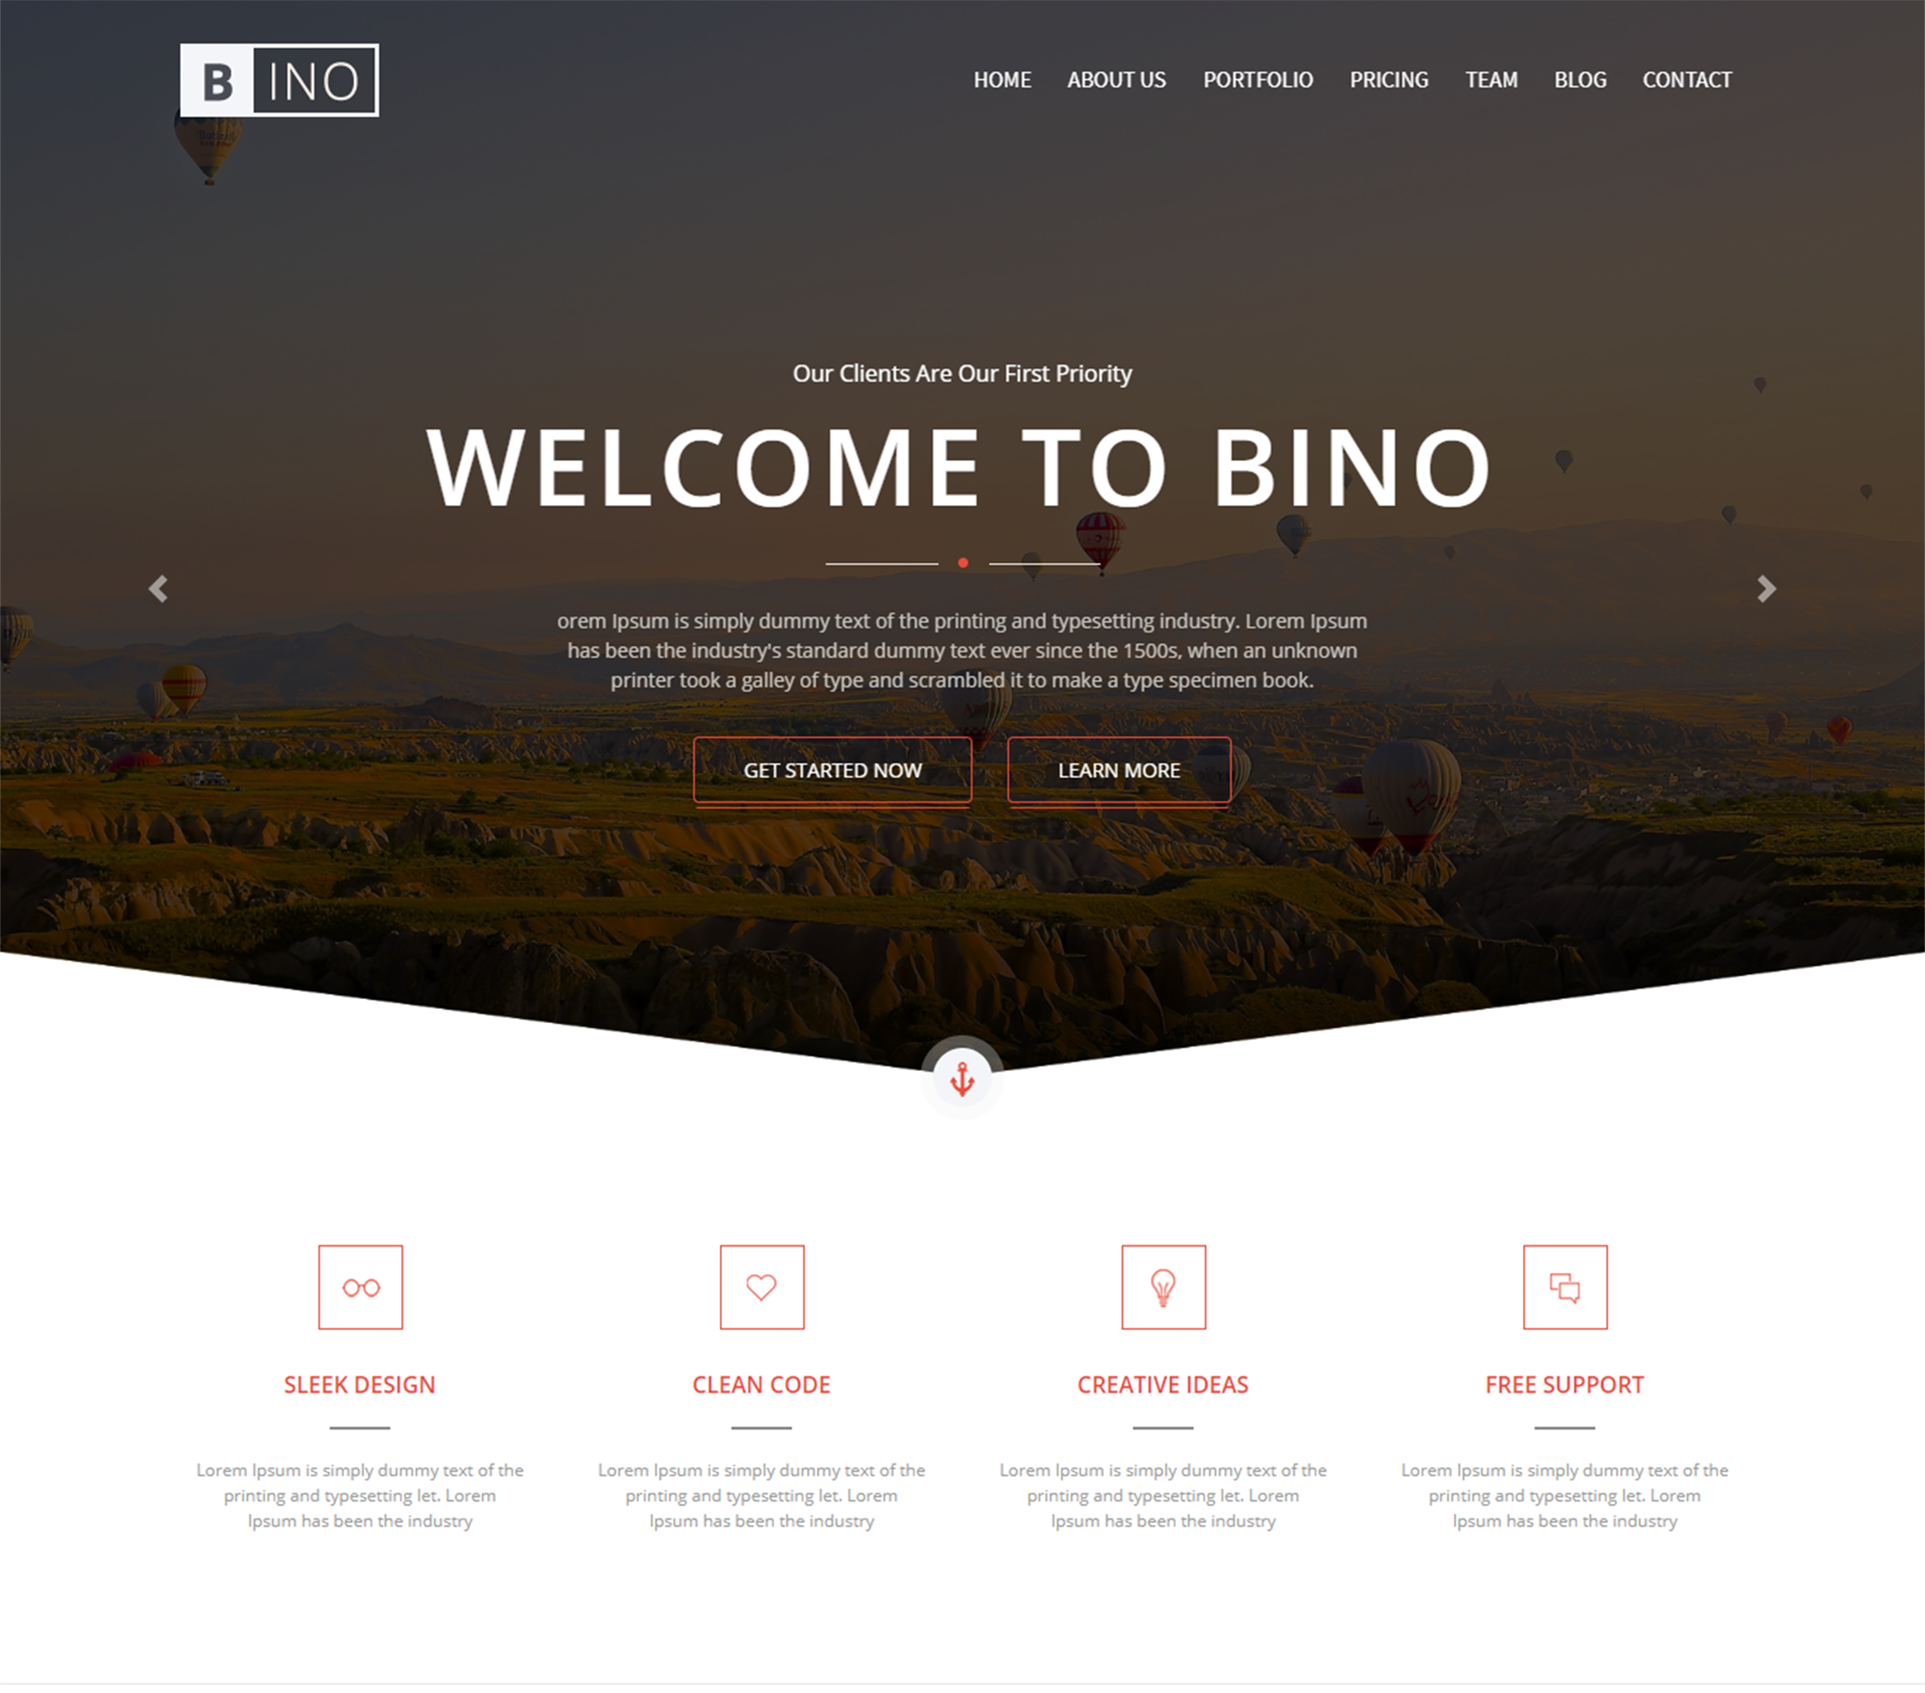 BINO
HOME ABOUT US PORTFOLIO PRICING TEAM BLOG CONTACT
Our Clients Are Our First Priority
WELCOME TO BINO
orem Ipsum is simply dummy text of the printing and typesetting industry. Lorem Ipsum
has been the industry's standard dummy text ever since the 1500s, when an unknown
printer took a galley of type and scrambled it to make a type specimen book.
GET STARTED NOW
LEARN MORE
SLEEK DESIGN
Lorem Ipsum is simply dummy text of the
printing and typesetting let. Lorem
Ipsum has been the industry
CLEAN CODE
Lorem Ipsum is simply dummy text of the
printing and typesetting let. Lorem
Ipsum has been the industry
CREATIVE IDEAS
Lorem Ipsum is simply dummy text of the
printing and typesetting let. Lorem
Ipsum has been the industry
FREE SUPPORT
Lorem Ipsum is simply dummy text of the
printing and typesetting let. Lorem
Ipsum has been the industry